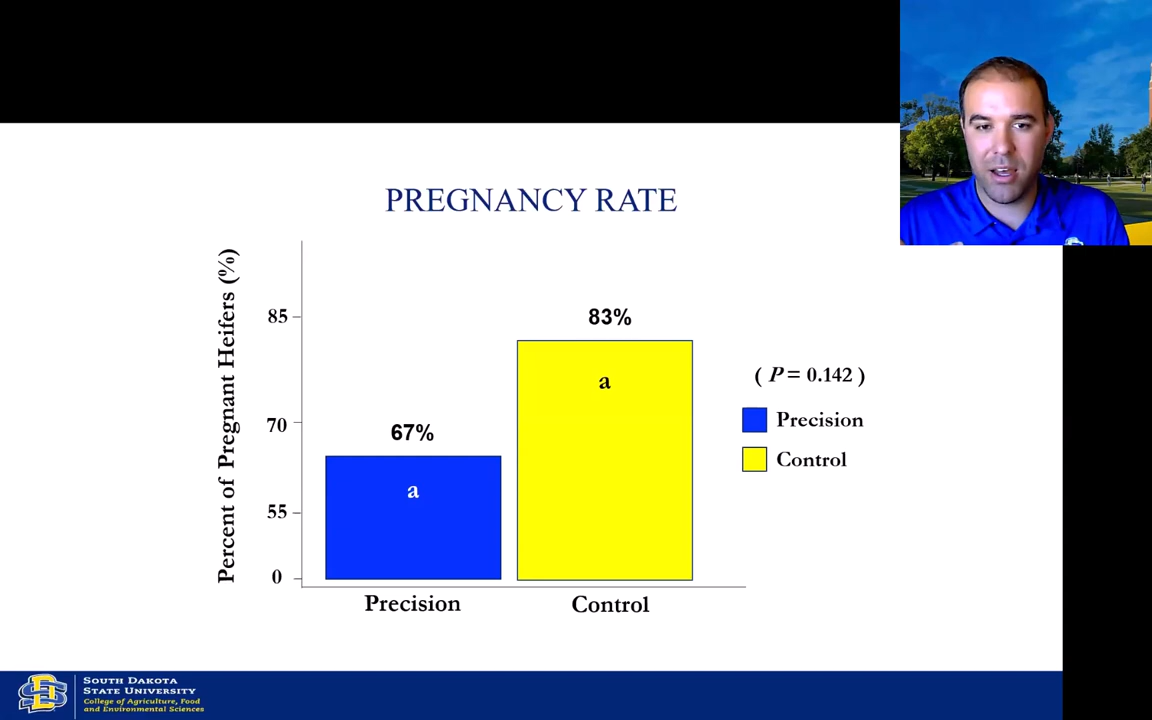 PREGNANCY RATE
Percent of Pregnant Heifers (%)
85
70
55
0
67%
83%
a
a
( P = 0.142 )
Precision
Control
Precision
Control
SOUTH DAKOTA
STATE UNIVERSITY
College of Agriculture, Food
and Environmental Sciences